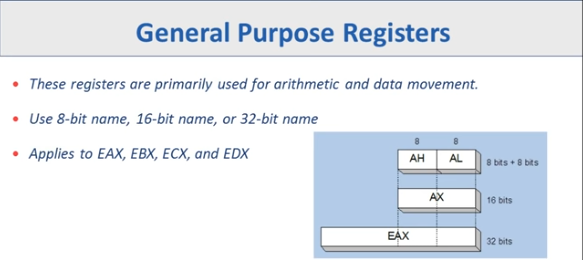 General Purpose Registers
• These registers are primarily used for arithmetic and data movement.
• Use 8-bit name, 16-bit name, or 32-bit name
• Applies to EAX, EBX, ECX, and EDX
8 8
AH AL 8 bits + 8 bits
AX 16 bits
EAX 32 bits